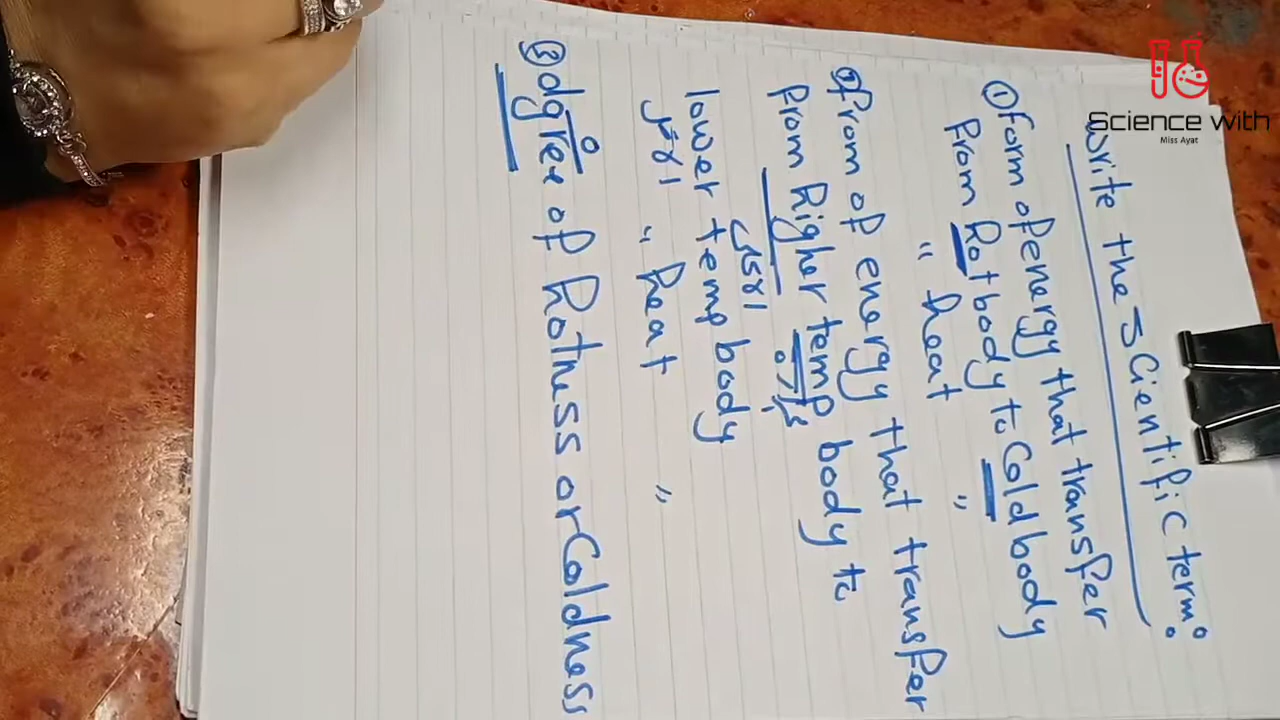 Science with
Miss Ayat
write the scientific term:
① form of energy that transfer
from hot body to cold body
" heat "
② from of energy that transfer
from higher temp body to
lower temp body
" heat "
③ dgree of hotness or coldness